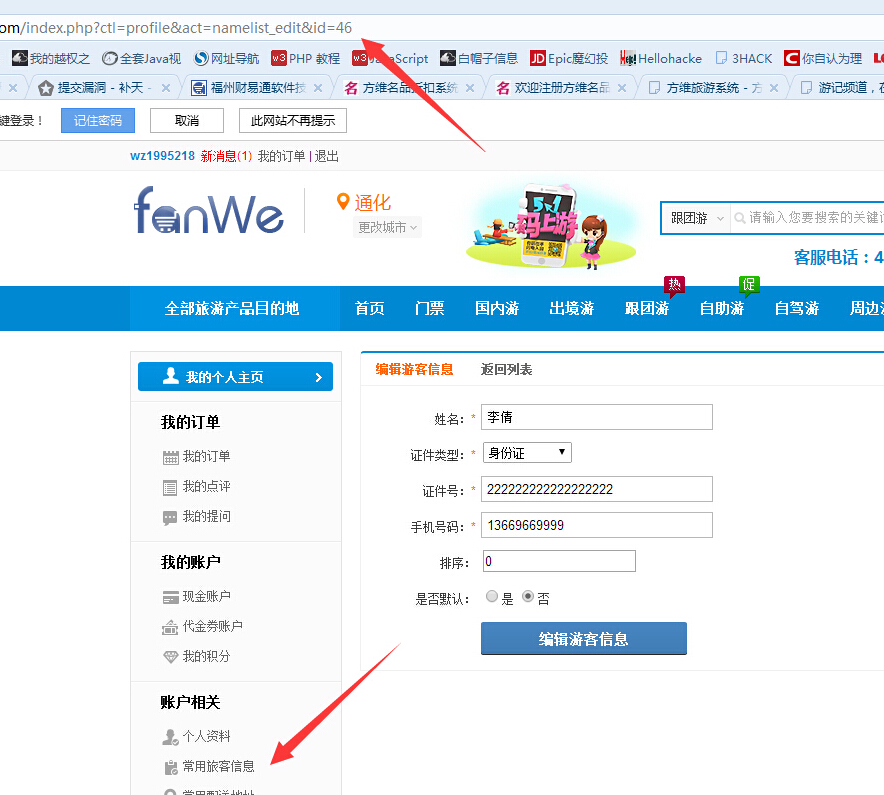 om/index.php?ctl=profile&act=namelist_edit&id=46
我的越权之 全套Java视 网址导航 PHP 教程 Script 白帽子信息 Epic魔幻投 Hellohacke 3HACK 你自认为理
提交漏洞 - 补天 - 福州财易通软件技 方维名品折扣系统 欢迎注册方维名品 方维旅游系统 - 方 游记频道,在
键登录! 记住密码 取消 此网站不再提示
wz1995218 新消息(1) 我的订单 | 退出
fanWe
通化
更改城市
5 1
码上游
跟团游 请输入您要搜索的关键
客服电话:4
热 促
全部旅游产品目的地 首页 门票 国内游 出境游 跟团游 自助游 自驾游 周边
我的个人主页
编辑游客信息 返回列表
我的订单
我的订单
我的点评
我的提问
我的账户
现金账户
代金券账户
我的积分
账户相关
个人资料
常用旅客信息
常用配送地址
姓名: * 李倩
证件类型: * 身份证
证件号: * 222222222222222222
手机号码: * 13669669999
排序: 0
是否默认: 是 否
编辑游客信息